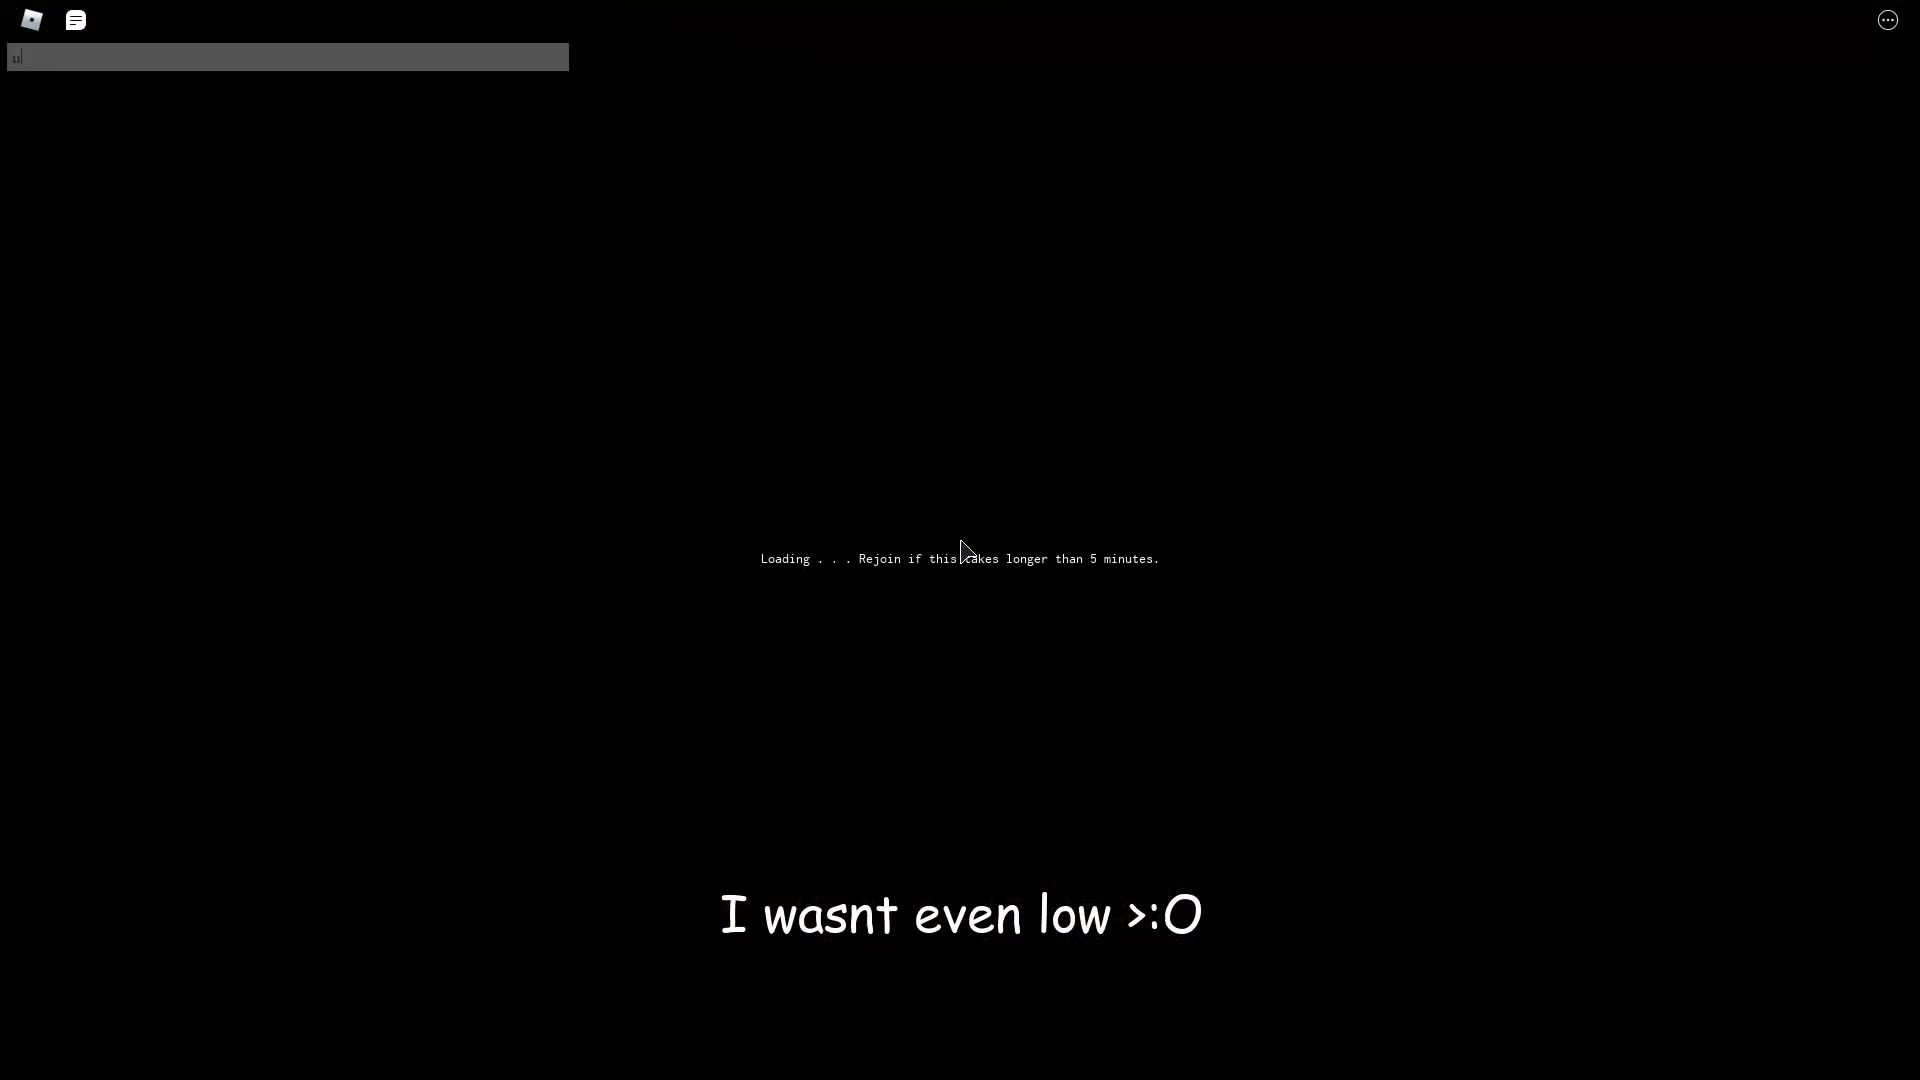 u
Loading . . . Rejoin if this takes longer than 5 minutes.
I wasnt even low >:O